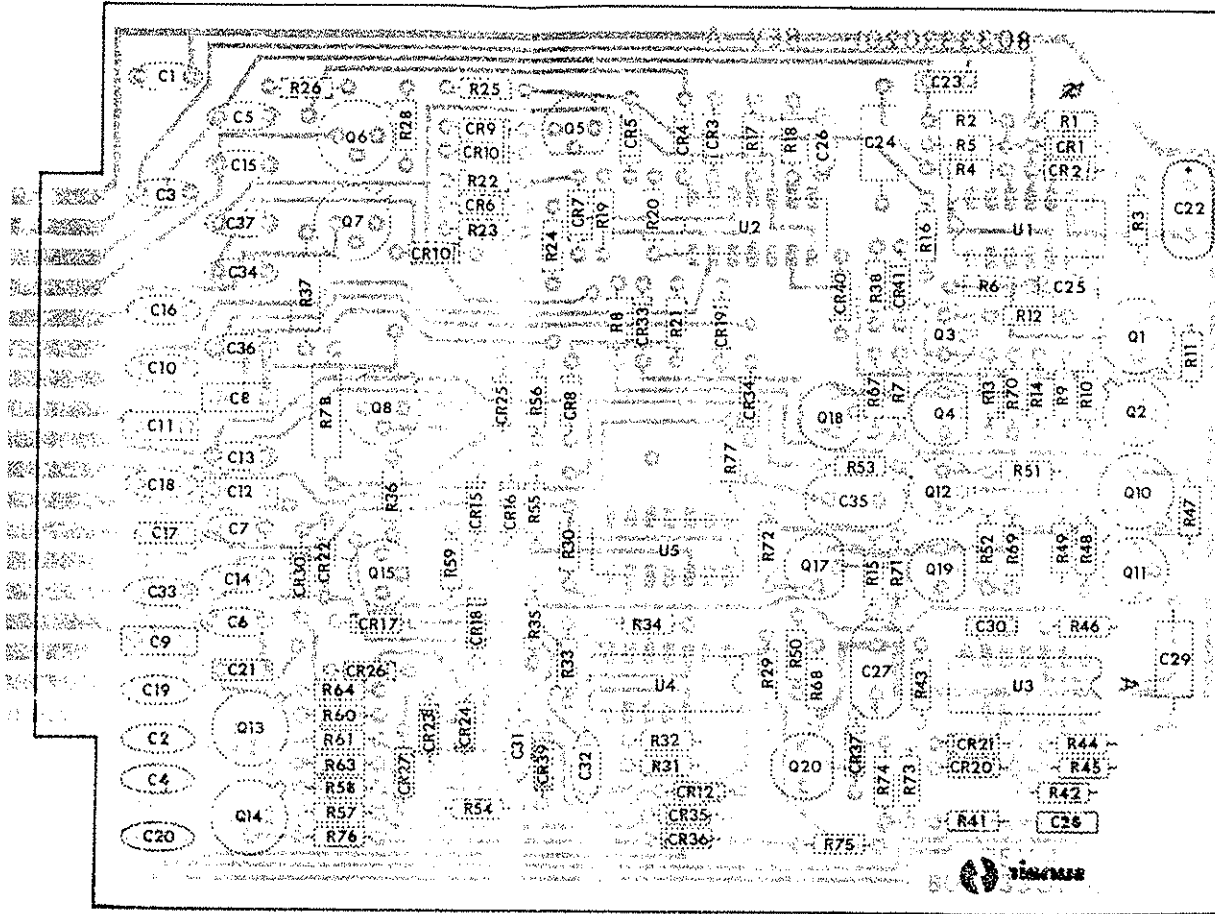 C1 R26 R25 C23
C5 Q6 R28 CR9 Q5 CR5 CR4 CR3 R17 R18 C26 C24 R2 R1
CR10 R5 CR1
C15 R4 CR2
C3 R22 C22 +
C37 Q7 CR6 CR7 R19 R20 U2 R16 U1 R3
R23
CR10 R24
C34 R37 CR40 R38 CR41 R6 C25
C16 R8 CR33 R21 CR19 R12
C36 Q3 Q1 R11
C10
C8 R78 Q8 CR25 R56 CR8 CR34 Q18 R67 R7 Q4 R13 R70 R14 R9 R10 Q2
C11
C13 R77 R53 R51
C18 C12 R36 CR15 CR16 R55 C35 Q12 Q10 R47
C17 C7
CR30 CR22 R59 R30 U5 R72 R52 R69 R49 R48
C33 C14 Q15 Q17 R15 R71 Q19 Q11
C9 C6 CR17 CR18 R35 R34 R50 C30 R46
C21 CR26 R33 R29 C27 R43 C29
C19 R64 U4 R68 U3
C2 Q13 R60
R61 CR23 CR24 C31 R32 CR37 CR21 R44
C4 R63 CR27 CR39 C32 R31 Q20 R74 R73 CR20 R45
R58 CR12 R42
Q14 R57 R54 CR35 R41 C28
C20 R76 CR36 R75